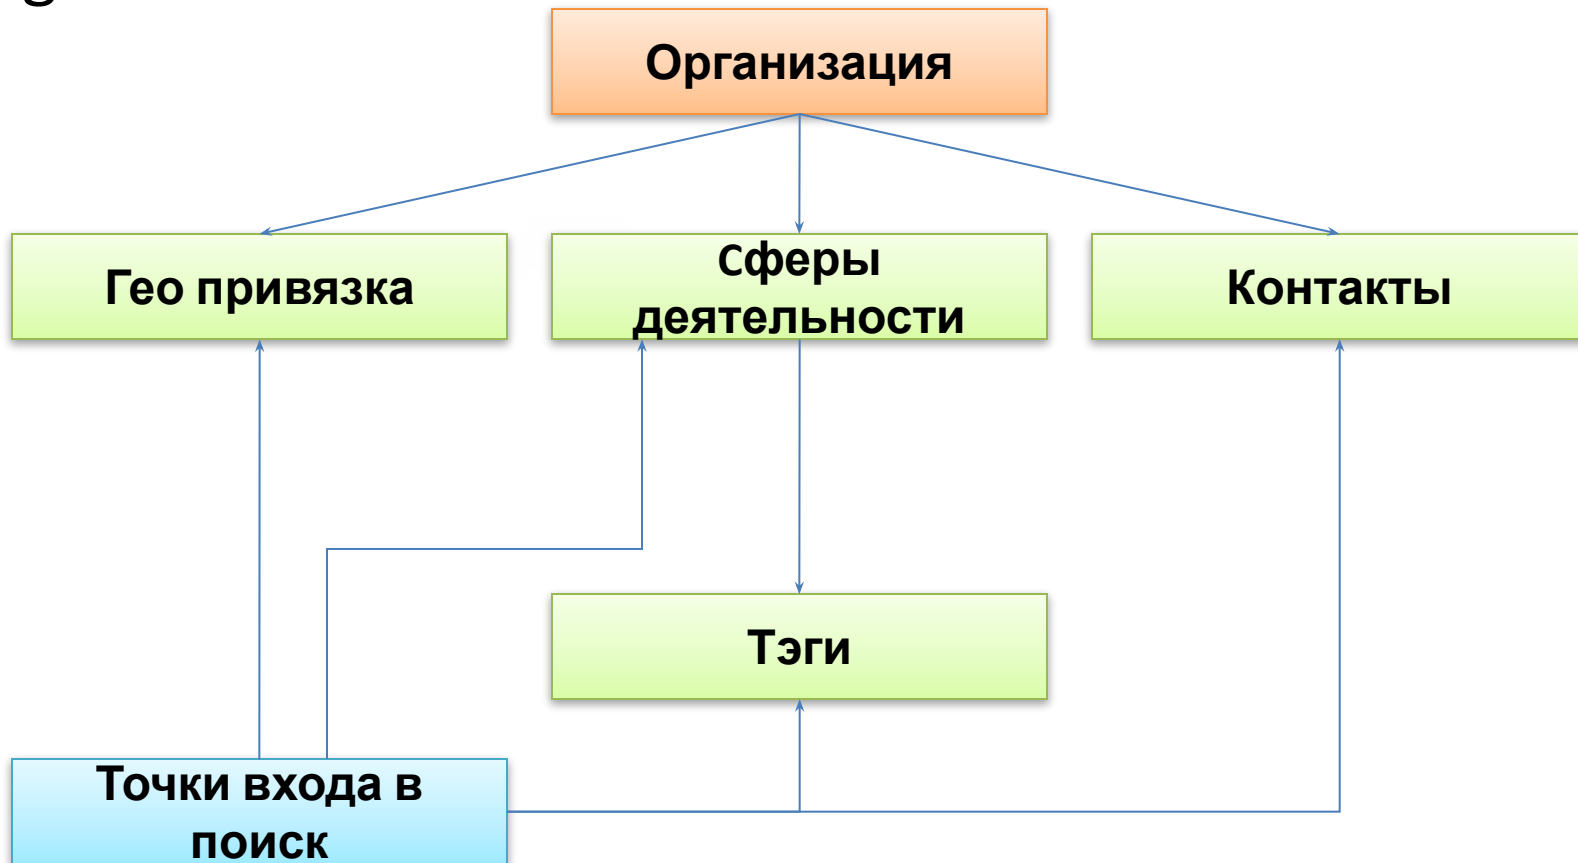 g
Организация
Гео привязка
Сферы
деятельности
Контакты
Тэги
Точки входа в
поиск